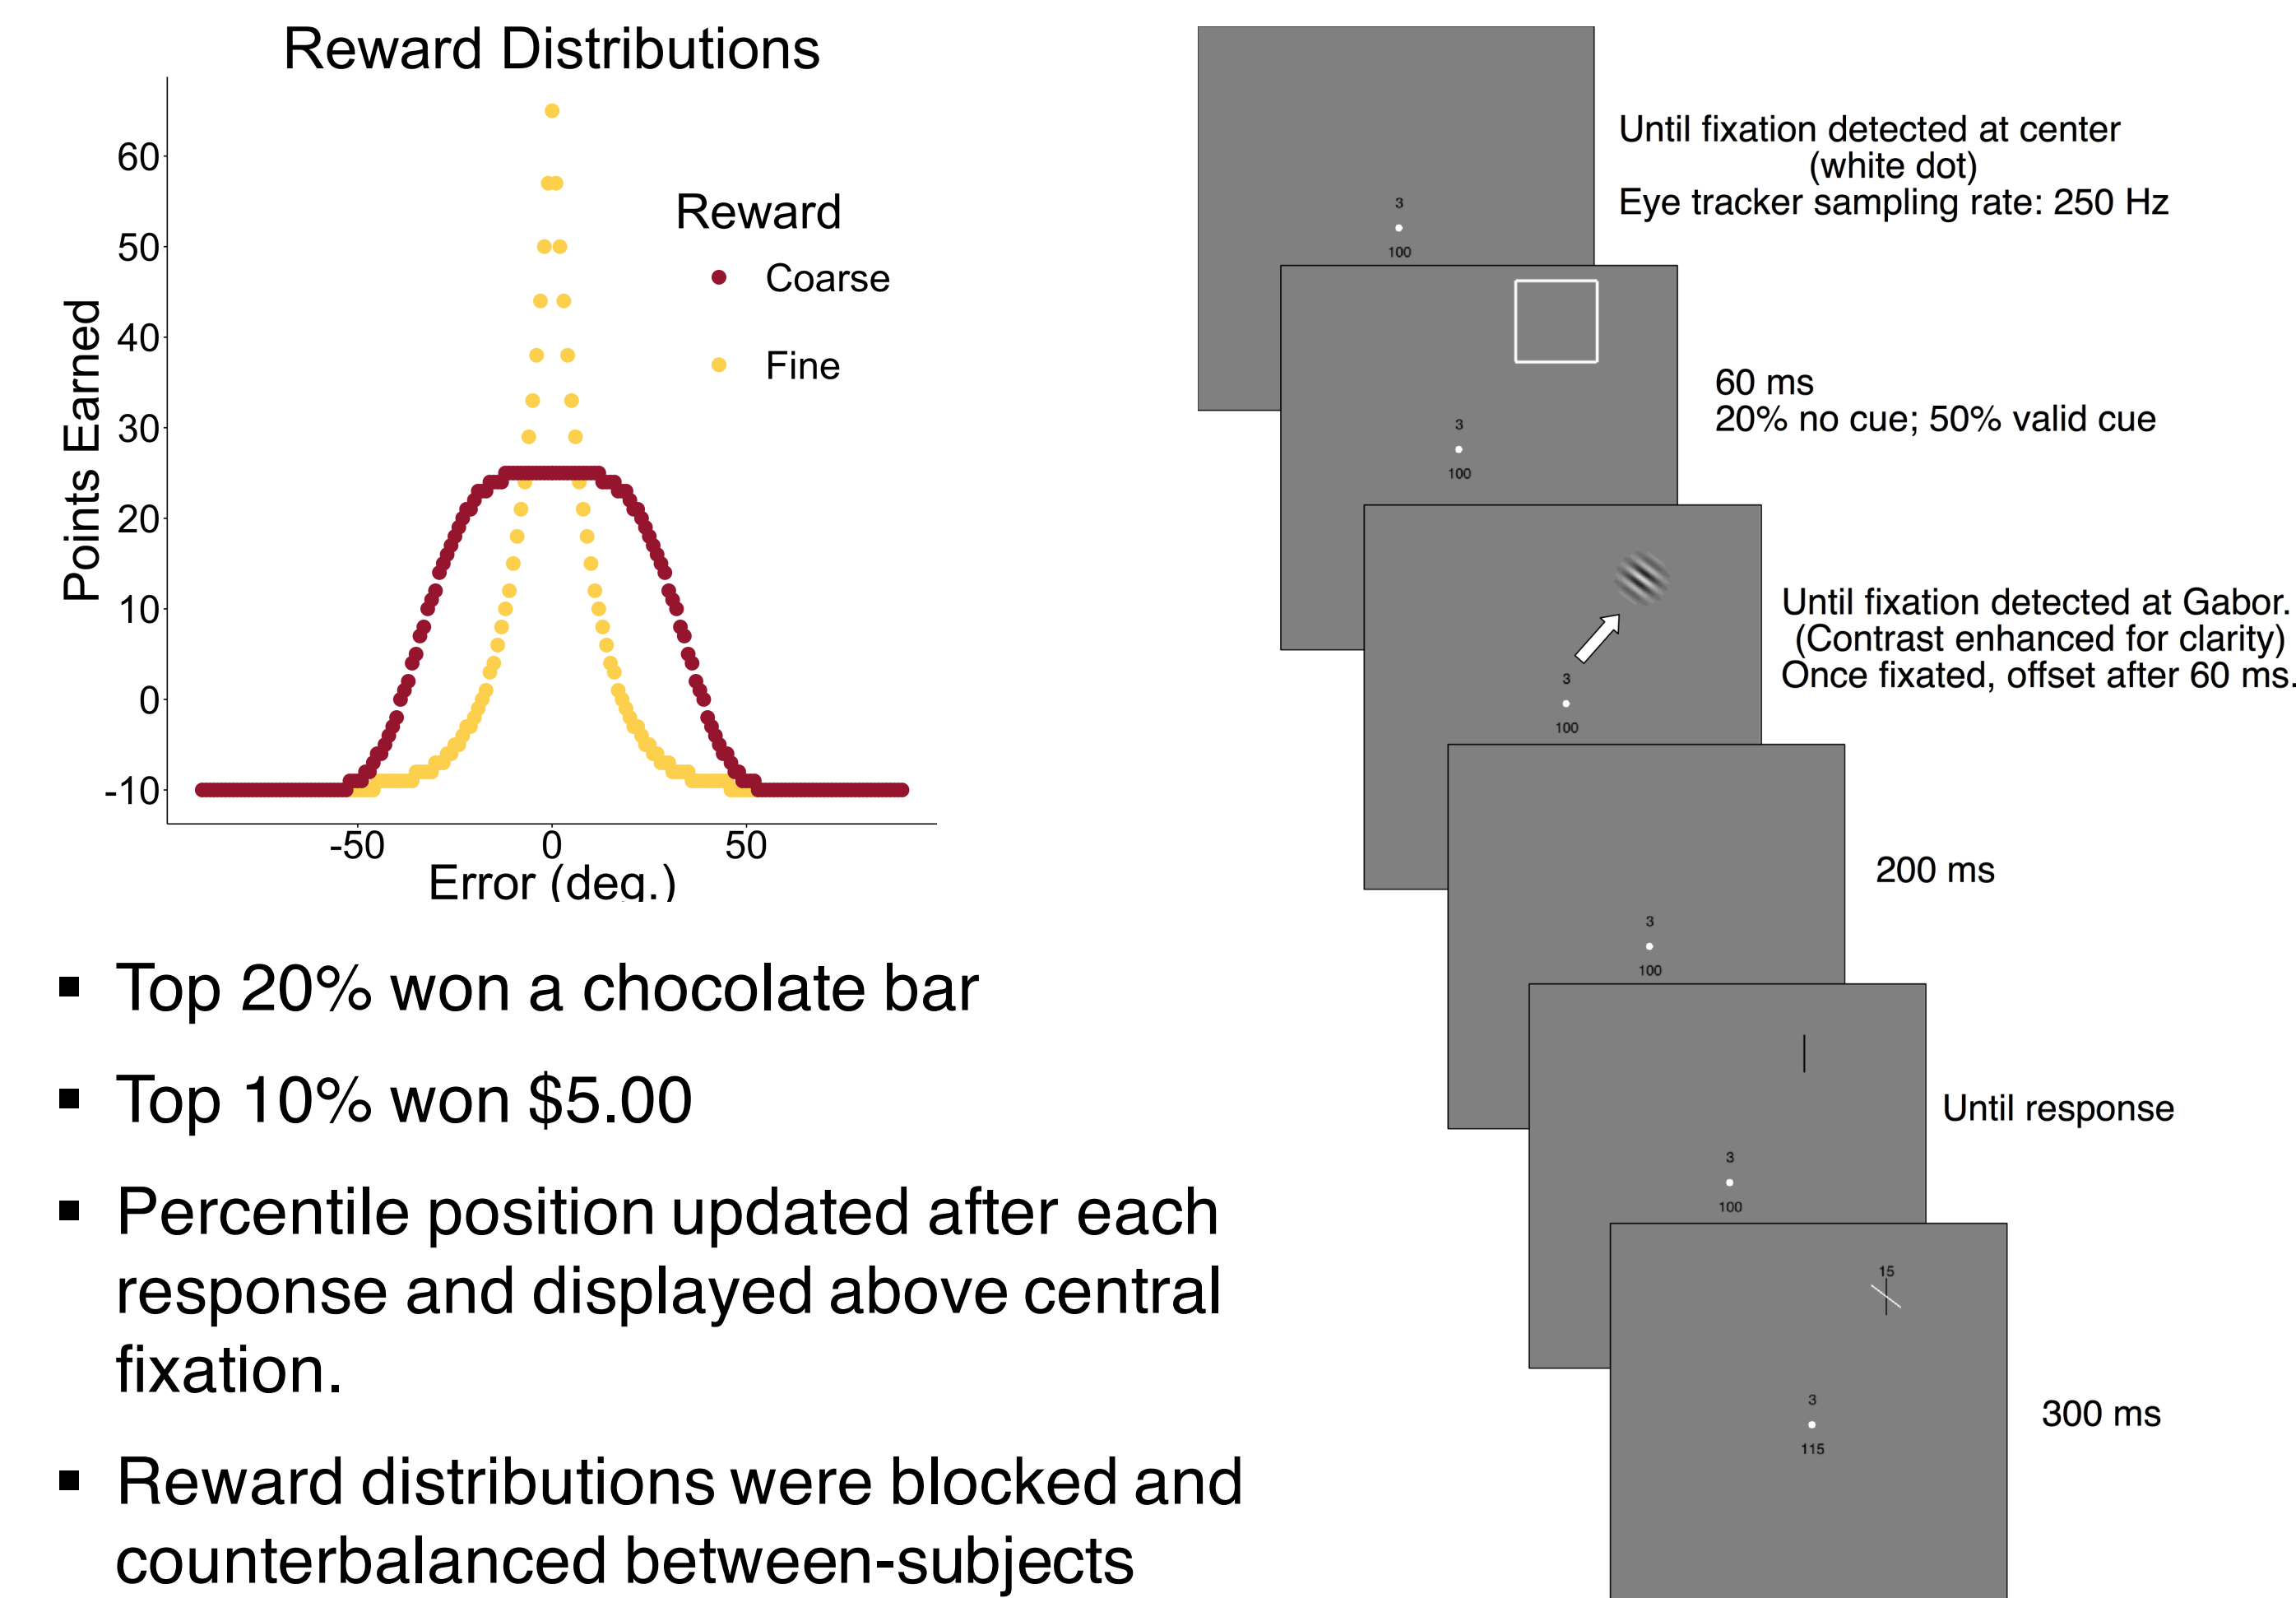 Reward Distributions
60
50
40
30
20
10
0
-10
Points Earned
-50
0
50
Error (deg.)
Reward
Coarse
Fine
▪ Top 20% won a chocolate bar
▪ Top 10% won $5.00
▪ Percentile position updated after each
response and displayed above central
fixation.
▪ Reward distributions were blocked and
counterbalanced between-subjects
3
100
Until fixation detected at center
(white dot)
Eye tracker sampling rate: 250 Hz
3
100
60 ms
20% no cue; 50% valid cue
3
100
Until fixation detected at Gabor.
(Contrast enhanced for clarity)
Once fixated, offset after 60 ms.
3
100
200 ms
3
100
Until response
15
3
115
300 ms